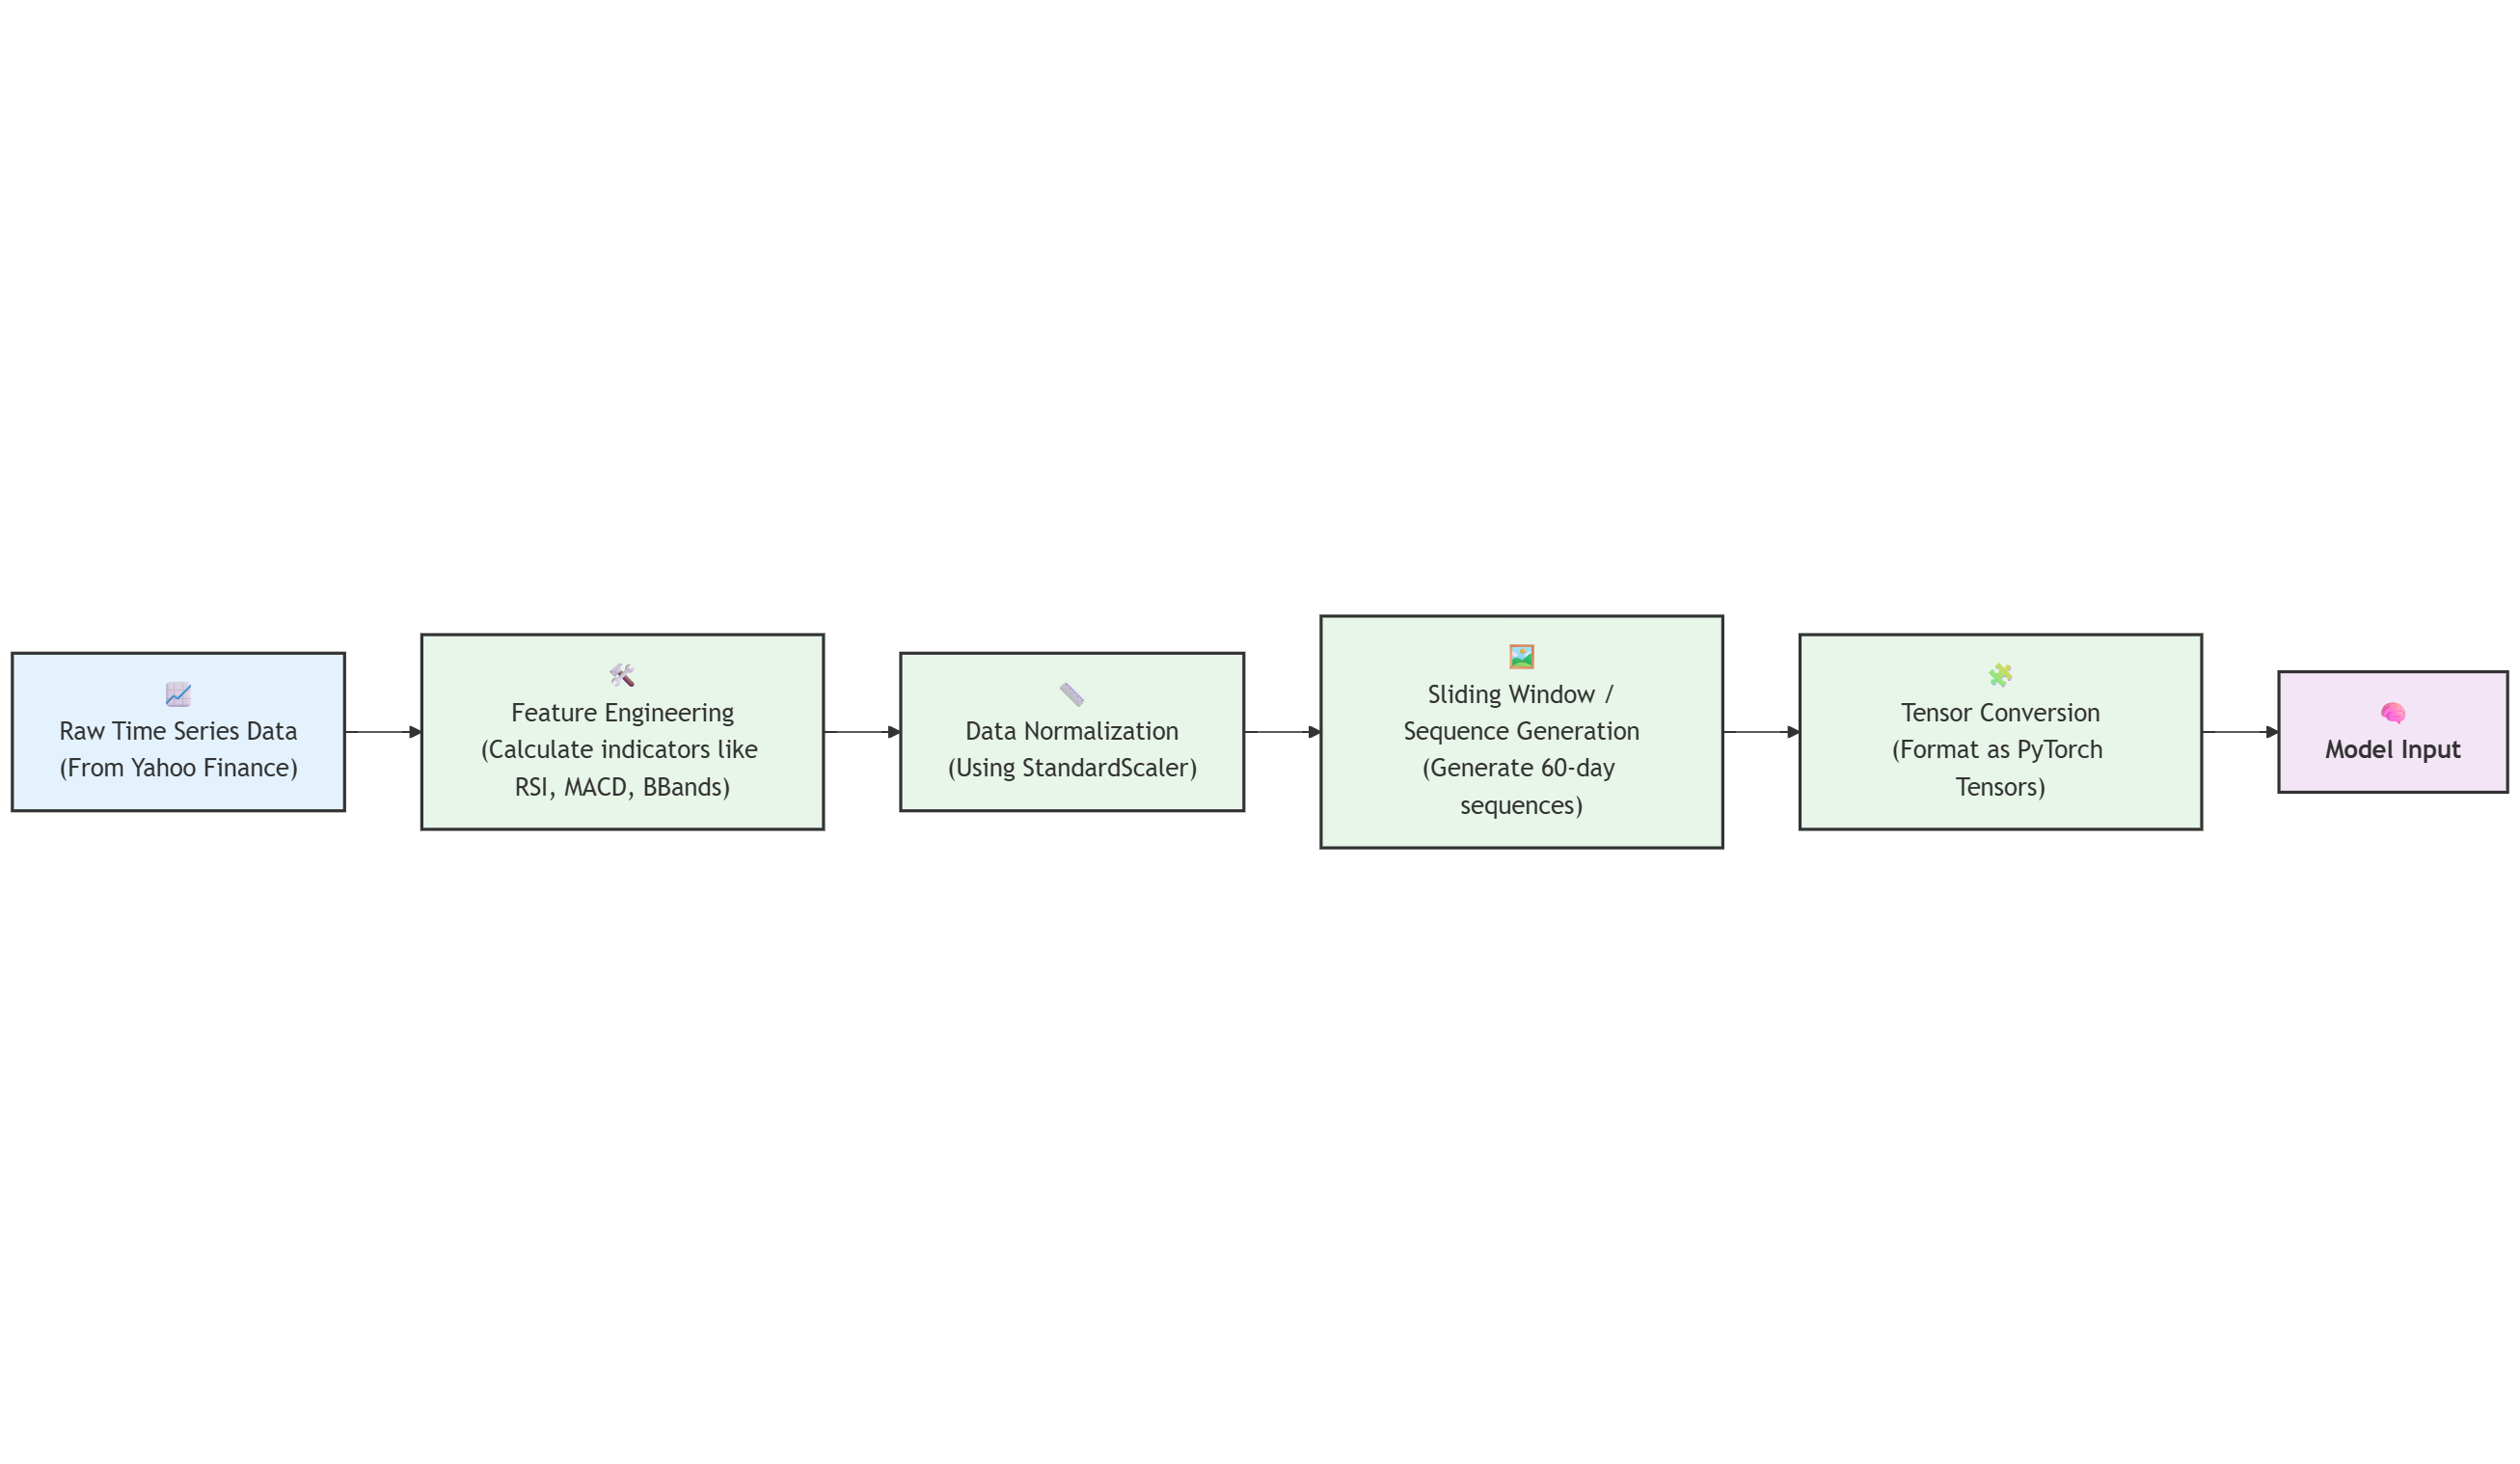 Raw Time Series Data
(From Yahoo Finance)
Feature Engineering
(Calculate indicators like
RSI, MACD, BBands)
Data Normalization
(Using StandardScaler)
Sliding Window /
Sequence Generation
(Generate 60-day
sequences)
Tensor Conversion
(Format as PyTorch
Tensors)
Model Input